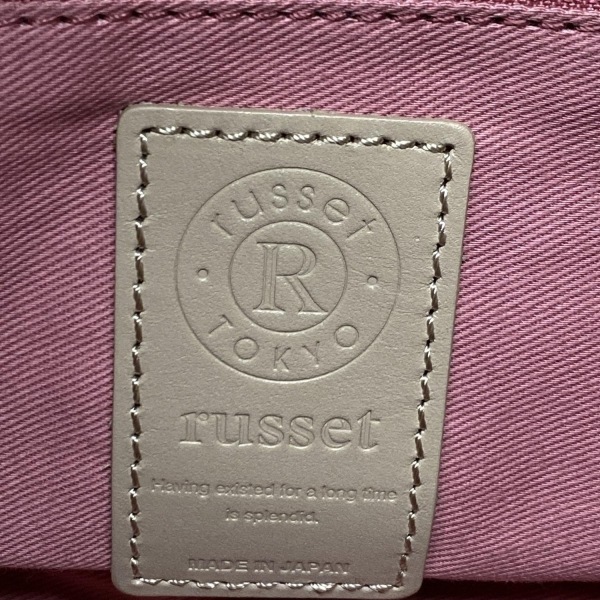 russet
R
TOKYO
russet
Having existed for a long time
is splendid.
MADE IN JAPAN